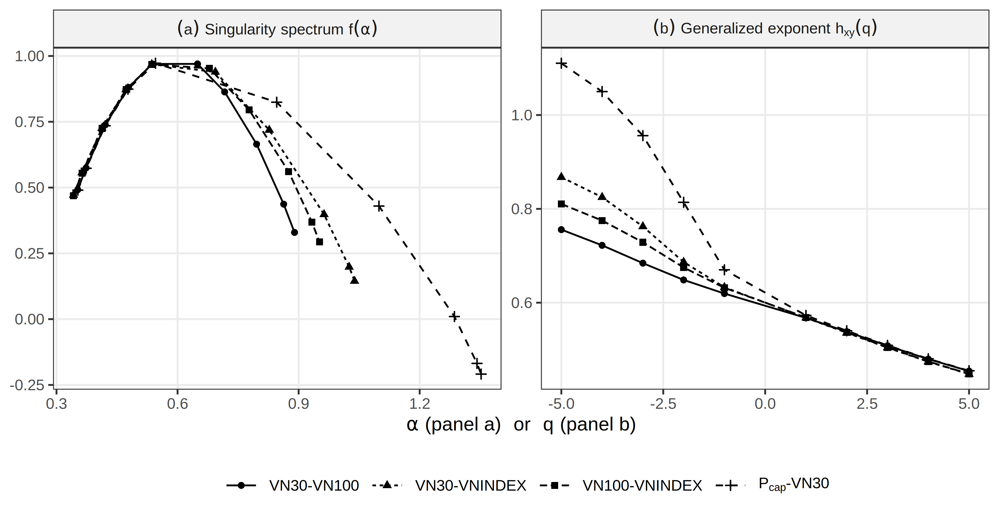 (a) Singularity spectrum f(α)
(b) Generalized exponent hxy(q)
1.00
0.75
0.50
0.25
0.00
-0.25
1.0
0.8
0.6
0.3 0.6 0.9 1.2
-5.0 -2.5 0.0 2.5 5.0
α (panel a) or q (panel b)
VN30-VN100 VN30-VNINDEX VN100-VNINDEX Pcap-VN30